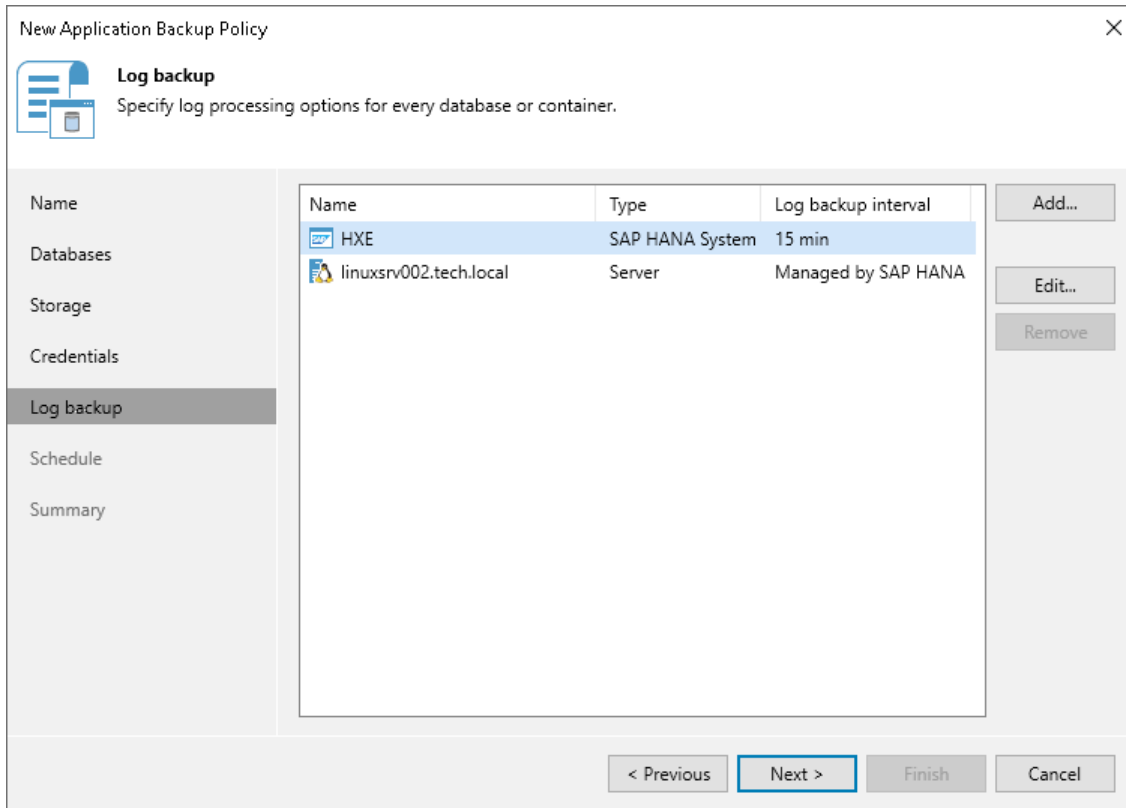 New Application Backup Policy
Log backup
Specify log processing options for every database or container.
Name
Databases
Storage
Credentials
Log backup
Schedule
Summary
Name Type Log backup interval
SAP HXE SAP HANA System 15 min
linuxsrv002.tech.local Server Managed by SAP HANA
Add...
Edit...
Remove
< Previous Next > Finish Cancel